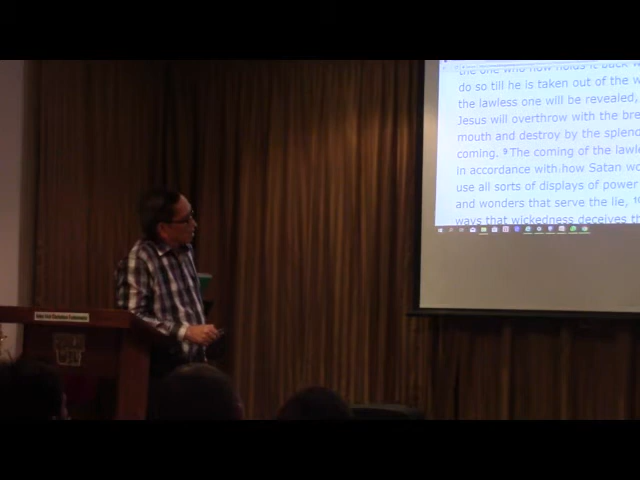 the one who now holds it back w
do so till he is taken out of the w
the lawless one will be revealed,
Jesus will overthrow with the bre
mouth and destroy by the splend
coming. 9 The coming of the lawle
in accordance with how Satan wo
use all sorts of displays of power
and wonders that serve the lie, 10
ways that wickedness deceives th